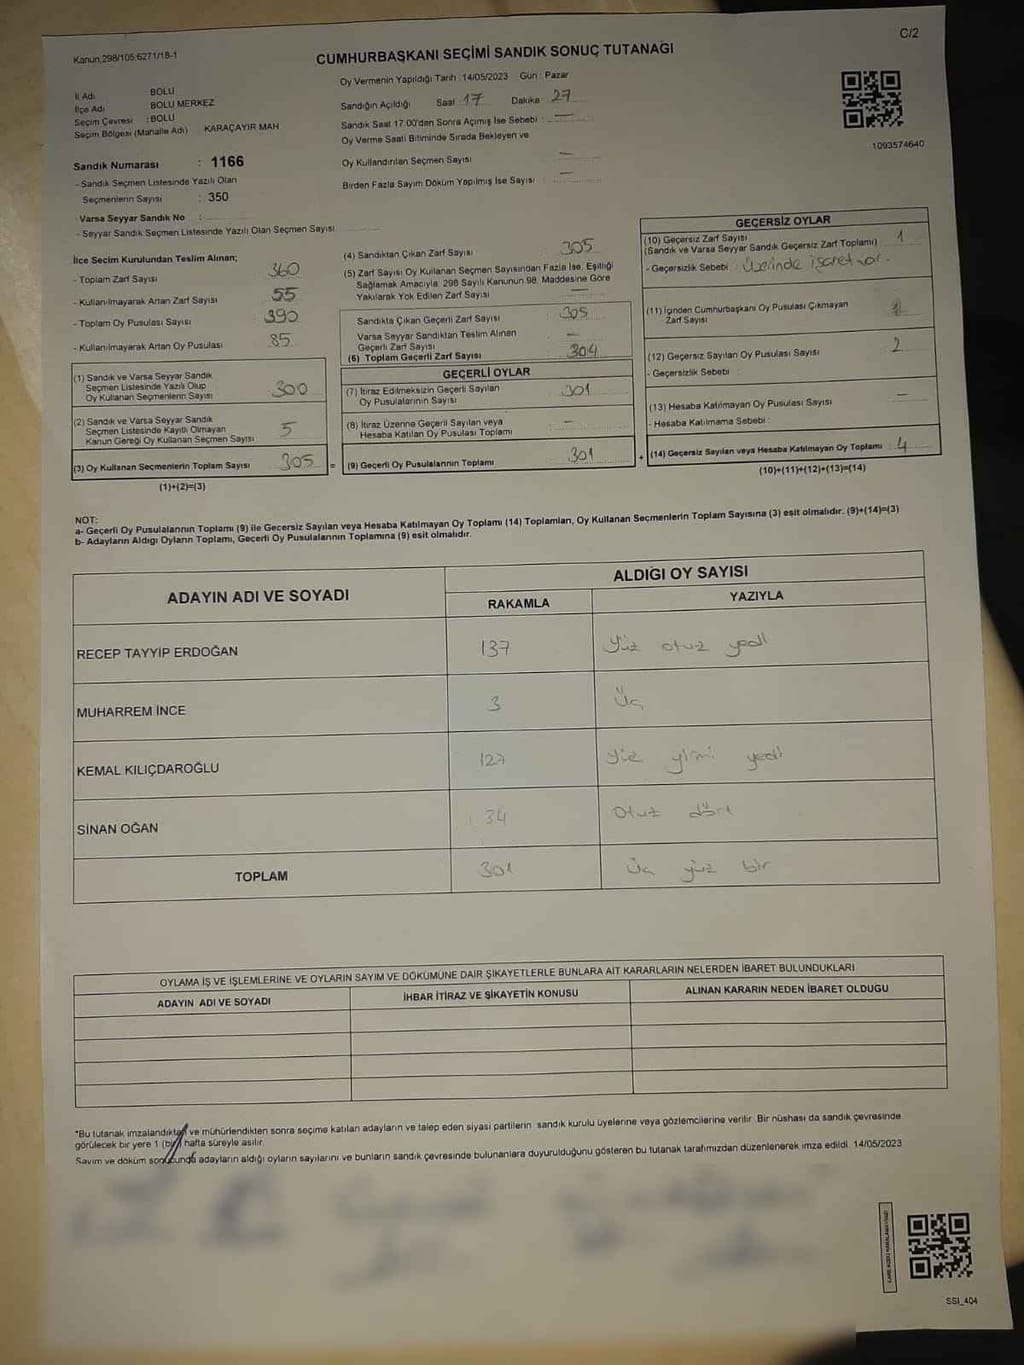 C/2
Kanun:298/105:6271/18-1
CUMHURBAŞKANI SEÇİMİ SANDIK SONUÇ TUTANAĞI
Oy Vermenin Yapıldığı Tarih :14/05/2023 Gün : Pazar
İl Adı BOLU
İlçe Adı BOLU MERKEZ
Seçim Çevresi : BOLU
Seçim Bölgesi (Mahalle Adı) KARAÇAYIR MAH
Sandığın Açıldığı Saat 17 Dakika 27
Sandık Saat 17:00'den Sonra Açımış İse Sebebi : —
Oy Verme Saati Bitiminde Sırada Bekleyen ve
Oy Kullandırılan Seçmen Sayısı —
Birden Fazla Sayım Döküm Yapılmış İse Sayısı : —
1093574640
Sandık Numarası : 1166
- Sandık Seçmen Listesinde Yazılı Olan
Seçmenlerin Sayısı : 350
Varsa Seyyar Sandık No :
- Seyyar Sandık Seçmen Listesinde Yazılı Olan Seçmen Sayısı
İlçe Secim Kurulundan Teslim Alınan;
- Toplam Zarf Sayısı 360
- Kullanılmayarak Artan Zarf Sayısı 55
- Toplam Oy Pusulası Sayısı 390
- Kullanılmayarak Artan Oy Pusulası 85
(1) Sandık ve Varsa Seyyar Sandık
Seçmen Listesinde Yazılı Olup
Oy Kullanan Seçmenlerin Sayısı 300
(2) Sandık ve Varsa Seyyar Sandık
Seçmen Listesinde Kayıtlı Olmayan
Kanun Gereği Oy Kullanan Seçmen Sayısı 5
(3) Oy Kullanan Seçmenlerin Toplam Sayısı 305 =
(1)+(2)=(3)
(4) Sandıktan Çıkan Zarf Sayısı 305
(5) Zarf Sayısı Oy Kulanan Seçmen Sayısından Fazla İse, Eşitliği
Sağlamak Amacıyla 298 Sayılı Kanunun 98. Maddesine Göre
Yakılarak Yok Edilen Zarf Sayısı —
Sandıkta Çıkan Geçerli Zarf Sayısı 305
Varsa Seyyar Sandıktan Teslim Alınan
Geçerli Zarf Sayısı —
(6) Toplam Geçerli Zarf Sayısı 304
GEÇERLİ OYLAR
(7) İtiraz Edilmeksizin Geçerli Sayılan
Oy Pusulalarının Sayısı 301
(8) İtiraz Üzerine Geçerli Sayılan veya
Hesaba Katılan Oy Pusulası Toplamı —
(9) Geçerli Oy Pusulalarının Toplamı 301 +
GEÇERSİZ OYLAR
(10) Geçersiz Zarf Sayısı 1
(Sandık ve Varsa Seyyar Sandık Geçersiz Zarf Toplamı)
- Geçersizlik Sebebi : Üzerinde işaret var.
(11) İçinden Cumhurbaşkanı Oy Pusulası Çıkmayan
Zarf Sayısı
(12) Geçersiz Sayılan Oy Pusulası Sayısı 2
- Geçersizlik Sebebi :
(13) Hesaba Katılmayan Oy Pusulası Sayısı —
- Hesaba Katılmama Sebebi :
(14) Geçersiz Sayılan veya Hesaba Katılmayan Oy Toplamı 4
(10)+(11)+(12)+(13)=(14)
NOT:
a- Geçerli Oy Pusulalarının Toplamı (9) ile Gecersiz Sayılan veya Hesaba Katılmayan Oy Toplamı (14) Toplamları, Oy Kullanan Seçmenlerin Toplam Sayısına (3) esit olmalıdır. (9)+(14)=(3)
b- Adayların Aldıgı Oyların Toplamı, Geçerli Oy Pusulalarının Toplamına (9) esit olmalıdır.
ADAYIN ADI VE SOYADI ALDIĞI OY SAYISI
RAKAMLA YAZIYLA
RECEP TAYYİP ERDOĞAN 137 Yüz otuz yedi
MUHARREM İNCE 3 Üç
KEMAL KILIÇDAROĞLU 127 Yüz yirmi yedi
SİNAN OĞAN 34 Otuz dört
TOPLAM 301 Üç yüz bir
OYLAMA İŞ VE İŞLEMLERİNE VE OYLARIN SAYIM VE DÖKÜMÜNE DAİR ŞİKAYETLERLE BUNLARA AİT KARARLARIN NELERDEN İBARET BULUNDUKLARI
ADAYIN ADI VE SOYADI İHBAR İTİRAZ VE ŞİKAYETİN KONUSU ALINAN KARARIN NEDEN İBARET OLDUGU
*Bu tutanak imzalandıktan ve mühürlendikten sonra seçime katılan adayların ve talep eden siyasi partilerin sandık kurulu üyelerine veya gözlemcilerine verilir. Bir nüshası da sandık çevresinde
görülecek bir yere 1 (bir) hafta süreyle asılır.
Sayım ve döküm sonucunda adayların aldığı oyların sayılarını ve bunların sandık çevresinde bulunanlara duyurulduğunu gösteren bu tutanak tarafımızdan düzenlenerek imza edildi. 14/05/2023
SSI_404